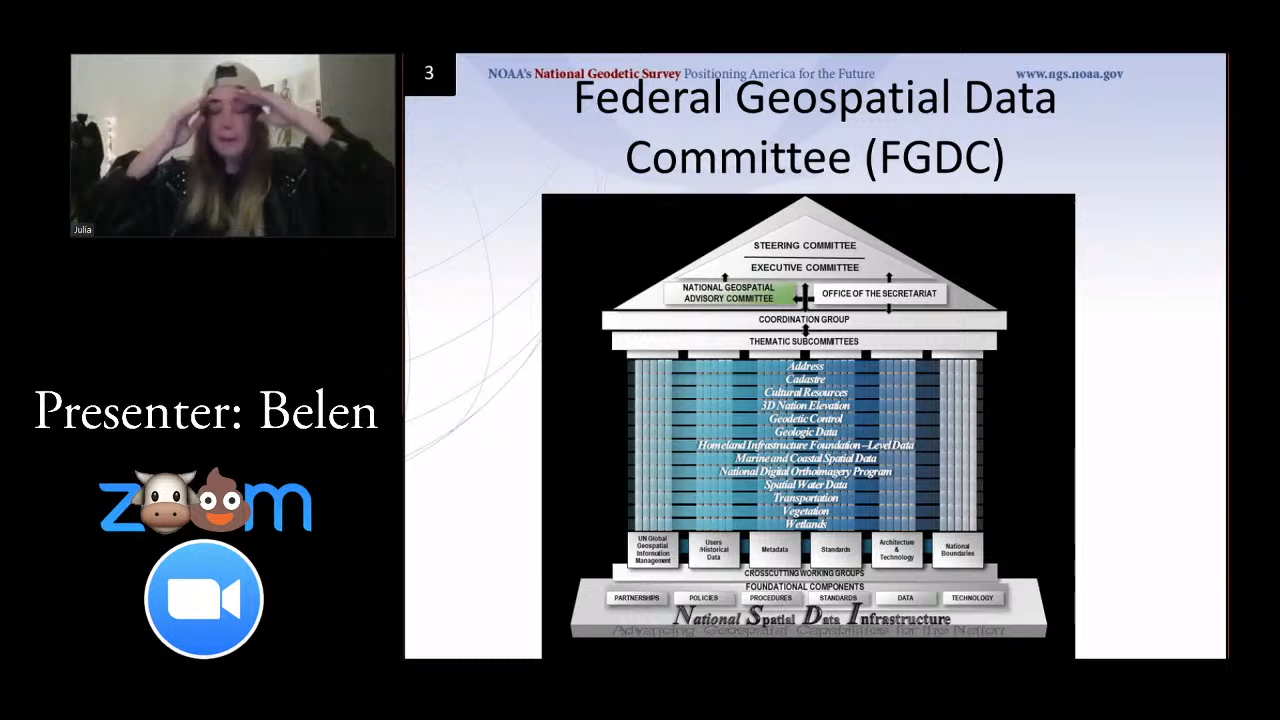 3
NOAA's National Geodetic Survey Positioning America for the Future
www.ngs.noaa.gov
Federal Geospatial Data
Committee (FGDC)
Julia
Presenter: Belen
STEERING COMMITTEE
EXECUTIVE COMMITTEE
NATIONAL GEOSPATIAL
ADVISORY COMMITTEE
OFFICE OF THE SECRETARIAT
COORDINATION GROUP
THEMATIC SUBCOMMITTEES
Address
Cadastre
Cultural Resources
3D Nation Elevation
Geodetic Control
Geologic Data
Homeland Infrastructure Foundation–Level Data
Marine and Coastal Spatial Data
National Digital Orthoimagery Program
Spatial Water Data
Transportation
Vegetation
Wetlands
UN Global
Geospatial
Information
Management
Users
/Historical
Data
Metadata
Standards
Architecture
&
Technology
National
Boundaries
CROSSCUTTING WORKING GROUPS
FOUNDATIONAL COMPONENTS
PARTNERSHIPS
POLICIES
PROCEDURES
STANDARDS
DATA
TECHNOLOGY
National Spatial Data Infrastructure
Advancing Geospatial Capabilities for the Nation
z🐮💩m